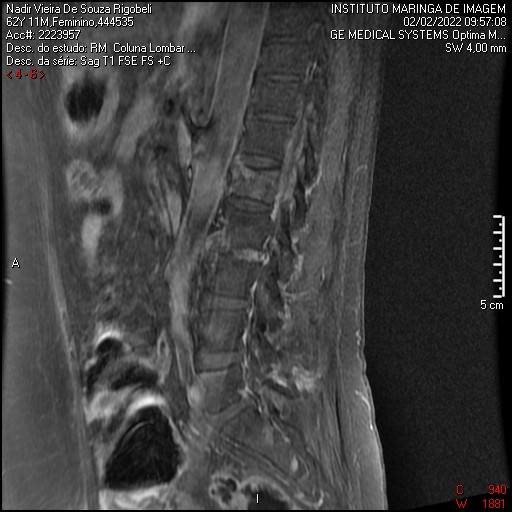 Nadir Vieira De Souza Rigobeli
62Y 11M,Feminino,444535
Acc#: 2223957
Desc. do estudo: RM Coluna Lombar ...
Desc. da série: Sag T1 FSE FS +C
< 4 - 6 >
INSTITUTO MARINGA DE IMAGEM
02/02/2022 09:57:08
GE MEDICAL SYSTEMS Optima M...
SW 4,00 mm
A
5 cm
I
C 940
W 1881